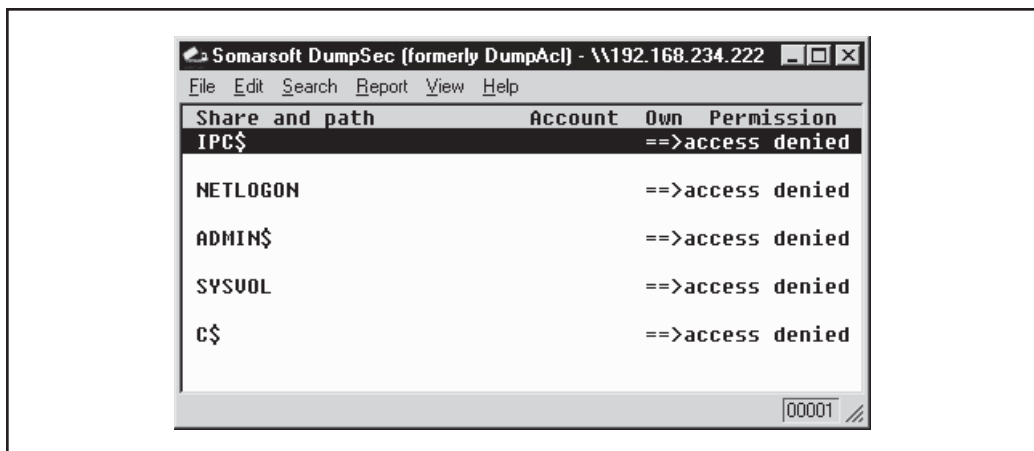 Somarsoft DumpSec (formerly DumpAcl) - \\192.168.234.222
File Edit Search Report View Help
Share and path Account Own Permission
IPC$ ==>access denied
NETLOGON ==>access denied
ADMIN$ ==>access denied
SYSVOL ==>access denied
C$ ==>access denied
00001